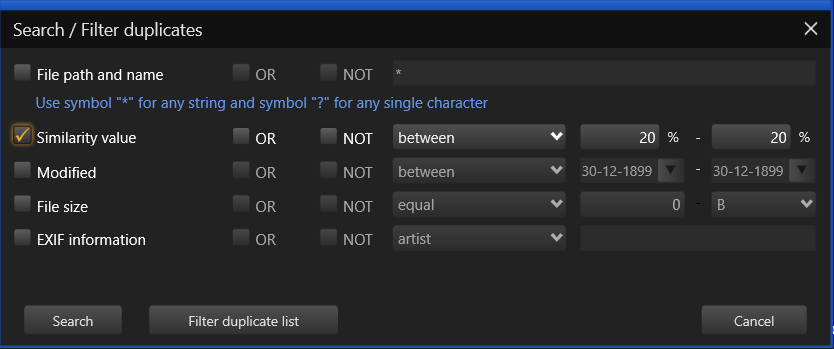 Search / Filter duplicates
File path and name OR NOT *
Use symbol "*" for any string and symbol "?" for any single character
Similarity value OR NOT between 20 % - 20 %
Modified OR NOT between 30-12-1899 - 30-12-1899
File size OR NOT equal 0 - B
EXIF information OR NOT artist
Search Filter duplicate list Cancel